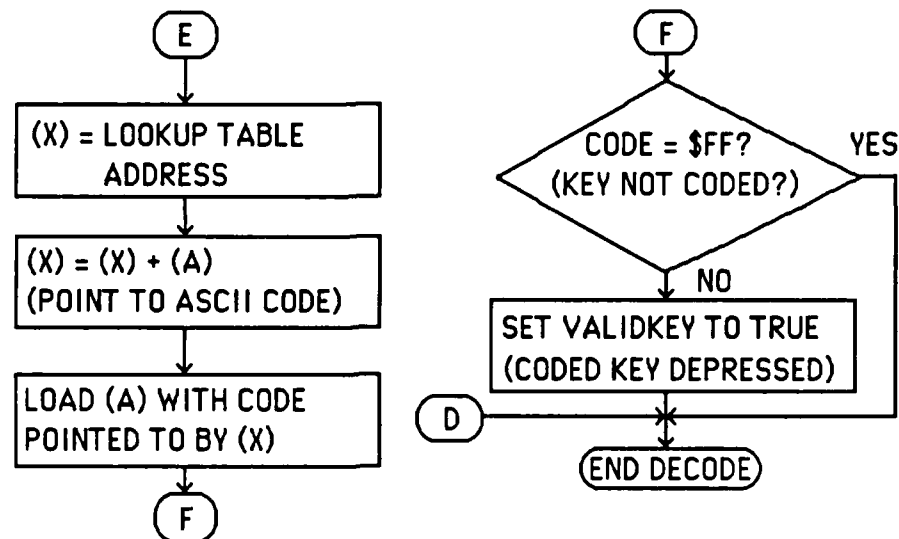 E
(X) = LOOKUP TABLE
ADDRESS
(X) = (X) + (A)
(POINT TO ASCII CODE)
LOAD (A) WITH CODE
POINTED TO BY (X)
F
F
CODE = $FF?
(KEY NOT CODED?)
YES
NO
SET VALIDKEY TO TRUE
(CODED KEY DEPRESSED)
D
END DECODE